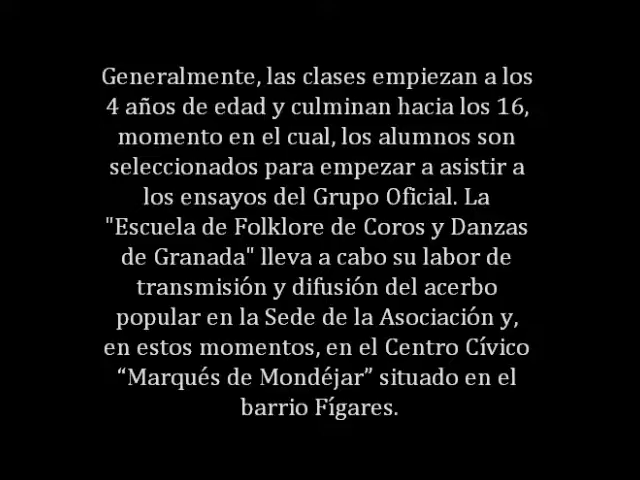 Generalmente, las clases empiezan a los
4 años de edad y culminan hacia los 16,
momento en el cual, los alumnos son
seleccionados para empezar a asistir a
los ensayos del Grupo Oficial. La
"Escuela de Folklore de Coros y Danzas
de Granada" lleva a cabo su labor de
transmisión y difusión del acerbo
popular en la Sede de la Asociación y,
en estos momentos, en el Centro Cívico
“Marqués de Mondéjar” situado en el
barrio Fígares.